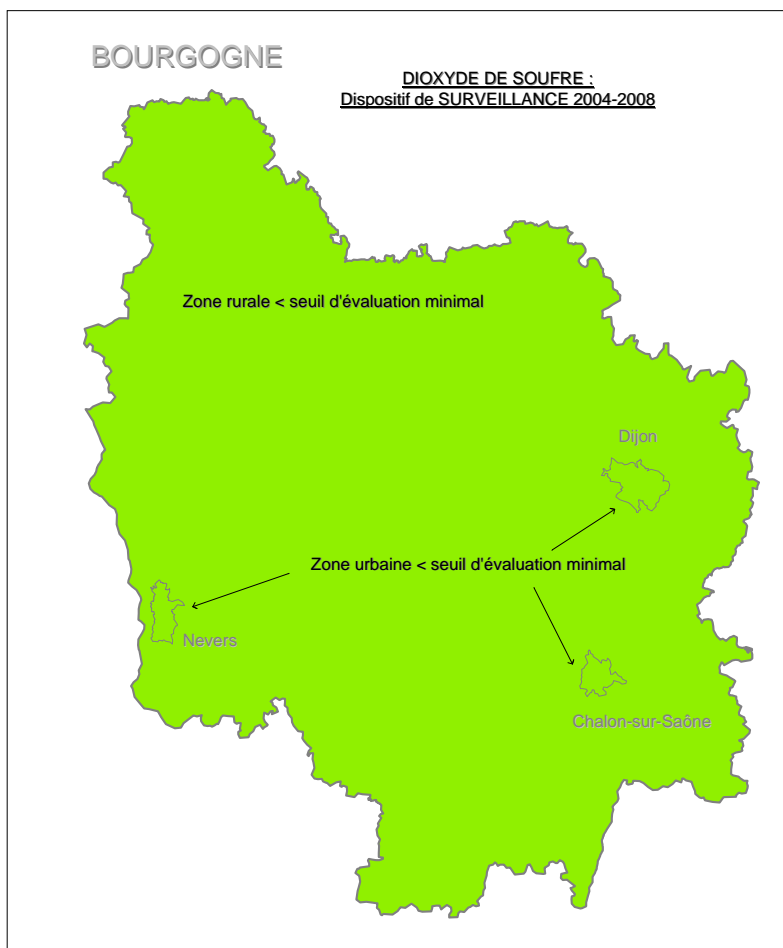 BOURGOGNE
DIOXYDE DE SOUFRE :
Dispositif de SURVEILLANCE 2004-2008
Zone rurale < seuil d'évaluation minimal
Dijon
Zone urbaine < seuil d'évaluation minimal
Nevers
Chalon-sur-Saône